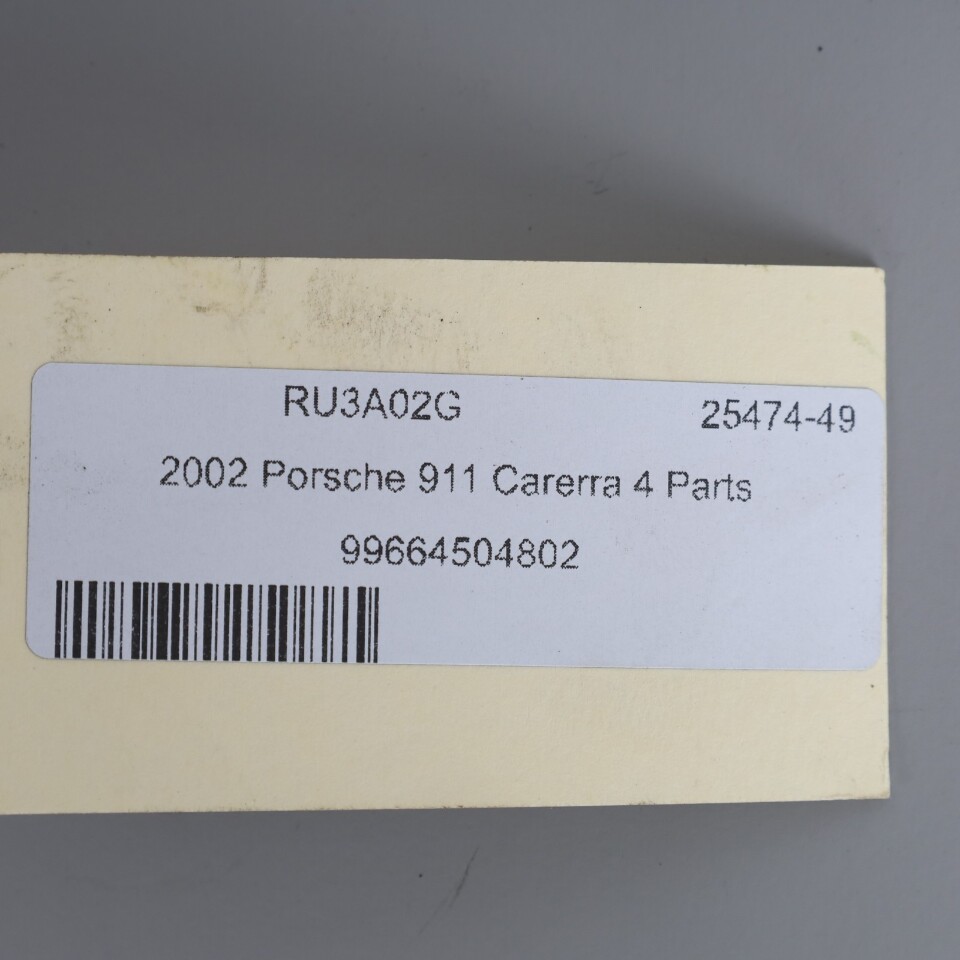 RU3A02G 25474-49
2002 Porsche 911 Carerra 4 Parts
99664504802